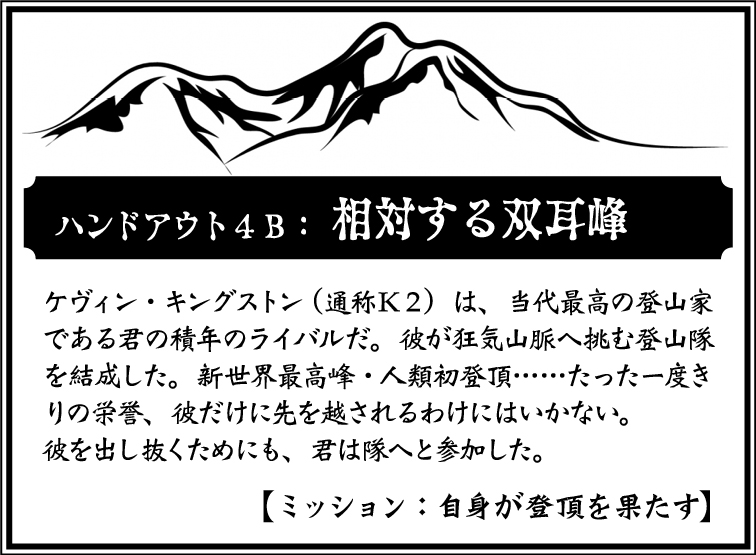 ハンドアウト4B：相対する双耳峰
ケヴィン・キングストン（通称K2）は、当代最高の登山家
である君の積年のライバルだ。彼が狂気山脈へ挑む登山隊
を結成した。新世界最高峰・人類初登頂……たった一度き
りの栄誉、彼だけに先を越されるわけにはいかない。
彼を出し抜くためにも、君は隊へと参加した。
【ミッション：自身が登頂を果たす】